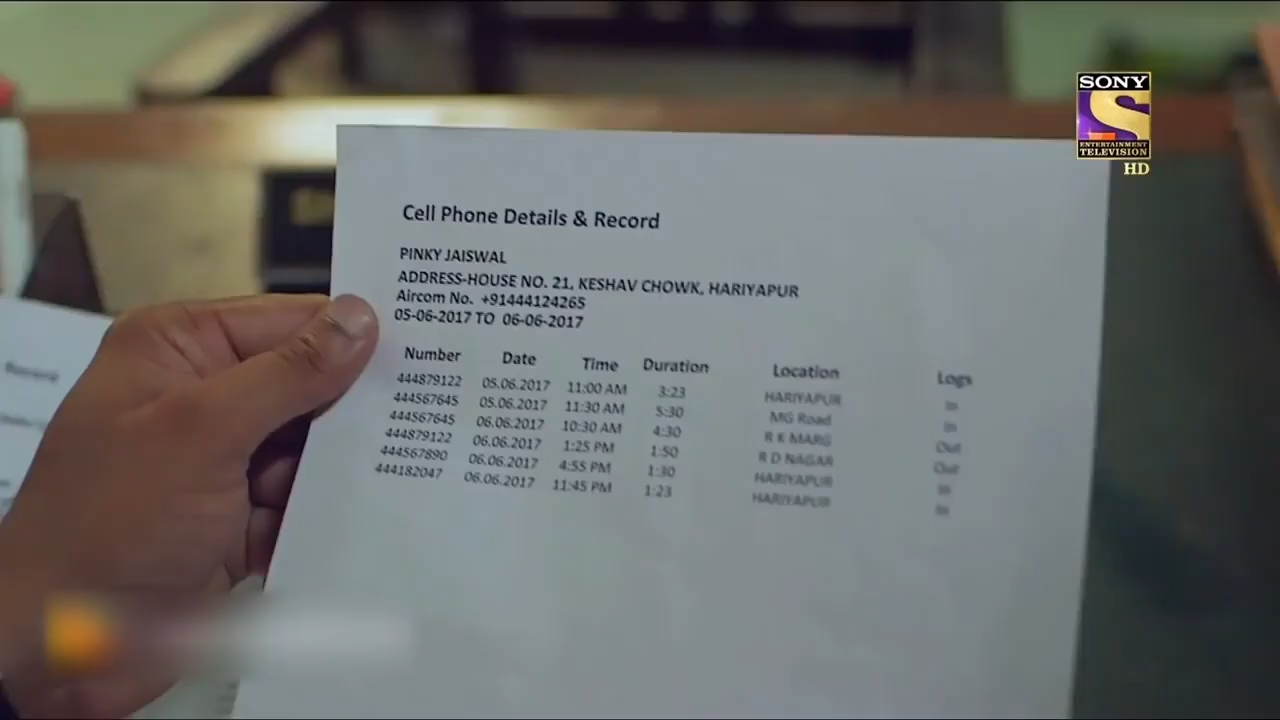 SONY
S
ENTERTAINMENT
TELEVISION
HD
Cell Phone Details & Record
PINKY JAISWAL
ADDRESS-HOUSE NO. 21, KESHAV CHOWK, HARIYAPUR
Aircom No. +91444124265
05-06-2017 TO 06-06-2017
Number Date Time Duration Location Logs
444879122 05.06.2017 11:00 AM 3:23 HARIYAPUR In
444567645 05.06.2017 11:30 AM 5:30 MG Road In
444567645 06.06.2017 10:30 AM 4:30 R K MARG Out
444879122 06.06.2017 1:25 PM 1:50 R D NAGAR Out
444567890 06.06.2017 4:55 PM 1:30 HARIYAPUR In
444182047 06.06.2017 11:45 PM 1:23 HARIYAPUR In